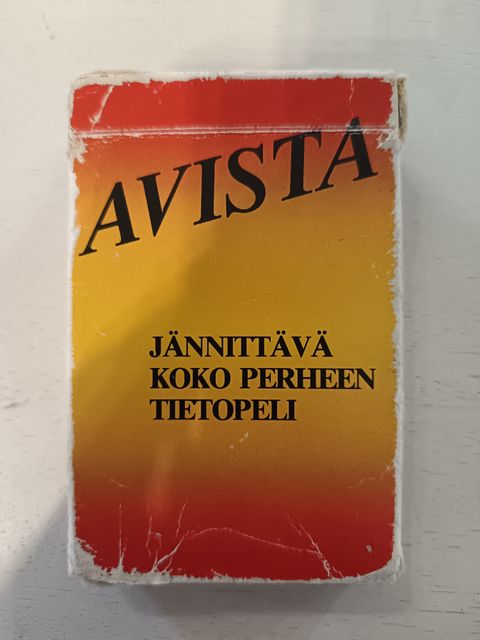 AVISTA
JÄNNITTÄVÄ
KOKO PERHEEN
TIETOPELI